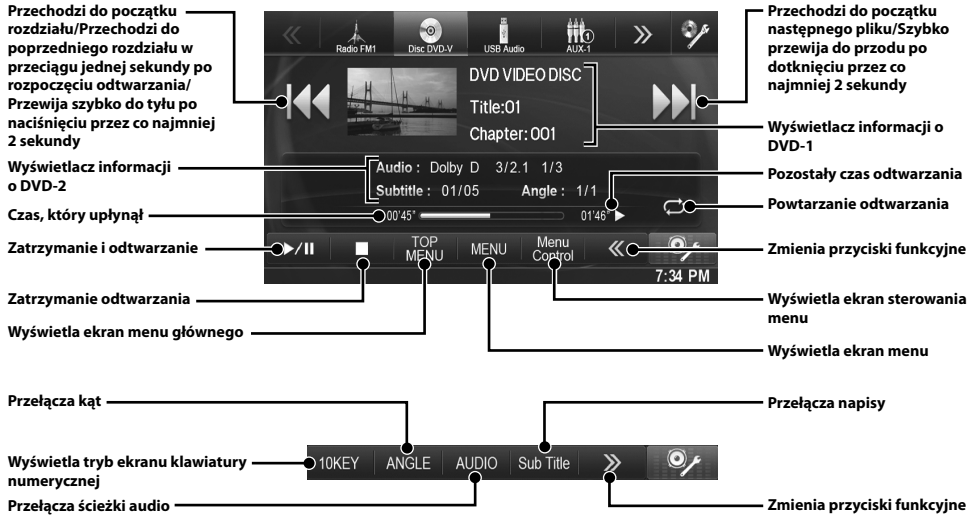 Przechodzi do początku
rozdziału/Przechodzi do
poprzedniego rozdziału w
przeciągu jednej sekundy po
rozpoczęciu odtwarzania/
Przewija szybko do tyłu po
naciśnięciu przez co najmniej
2 sekundy
Wyświetlacz informacji
o DVD-2
Czas, który upłynął
Zatrzymanie i odtwarzanie
Zatrzymanie odtwarzania
Wyświetla ekran menu głównego
Radio FM1
Disc DVD-V
USB Audio
AUX-1
DVD VIDEO DISC
Title:01
Chapter: 001
Audio : Dolby D 3/2.1 1/3
Subtitle : 01/05 Angle : 1/1
00'45" 01'46"
TOP
MENU
MENU
Menu
Control
7:34 PM
Przechodzi do początku
następnego pliku/Szybko
przewija do przodu po
dotknięciu przez co
najmniej 2 sekundy
Wyświetlacz informacji o
DVD-1
Pozostały czas odtwarzania
Powtarzanie odtwarzania
Zmienia przyciski funkcyjne
Wyświetla ekran sterowania
menu
Wyświetla ekran menu
Przełącza kąt
Przełącza napisy
Wyświetla tryb ekranu klawiatury
numerycznej
10KEY ANGLE AUDIO Sub Title
Przełącza ścieżki audio
Zmienia przyciski funkcyjne